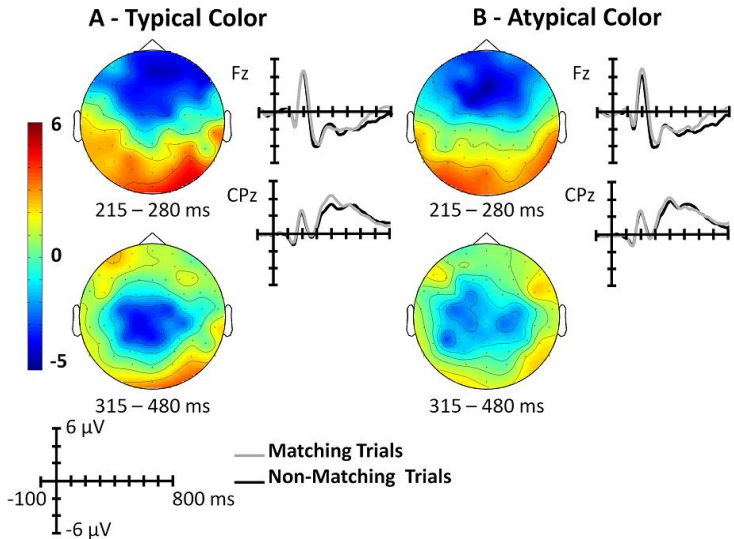 A - Typical Color
B - Atypical Color
Fz
Fz
6
0
-5
CPz
CPz
215 – 280 ms
215 – 280 ms
315 – 480 ms
315 – 480 ms
6 µV
-100
800 ms
-6 µV
Matching Trials
Non-Matching Trials